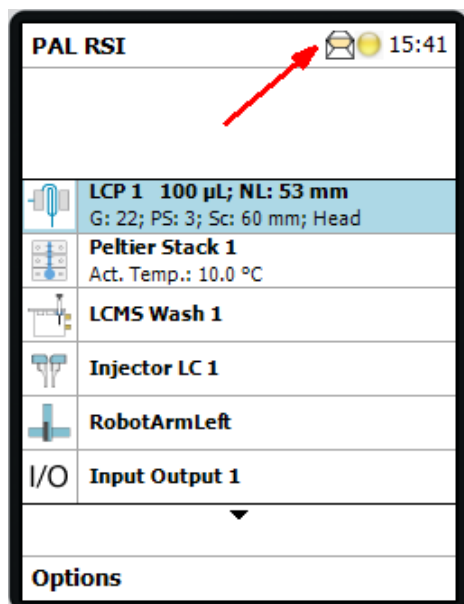 PAL RSI 15:41
LCP 1 100 µL; NL: 53 mm
G: 22; PS: 3; Sc: 60 mm; Head
Peltier Stack 1
Act. Temp.: 10.0 °C
LCMS Wash 1
Injector LC 1
RobotArmLeft
I/O Input Output 1
Options